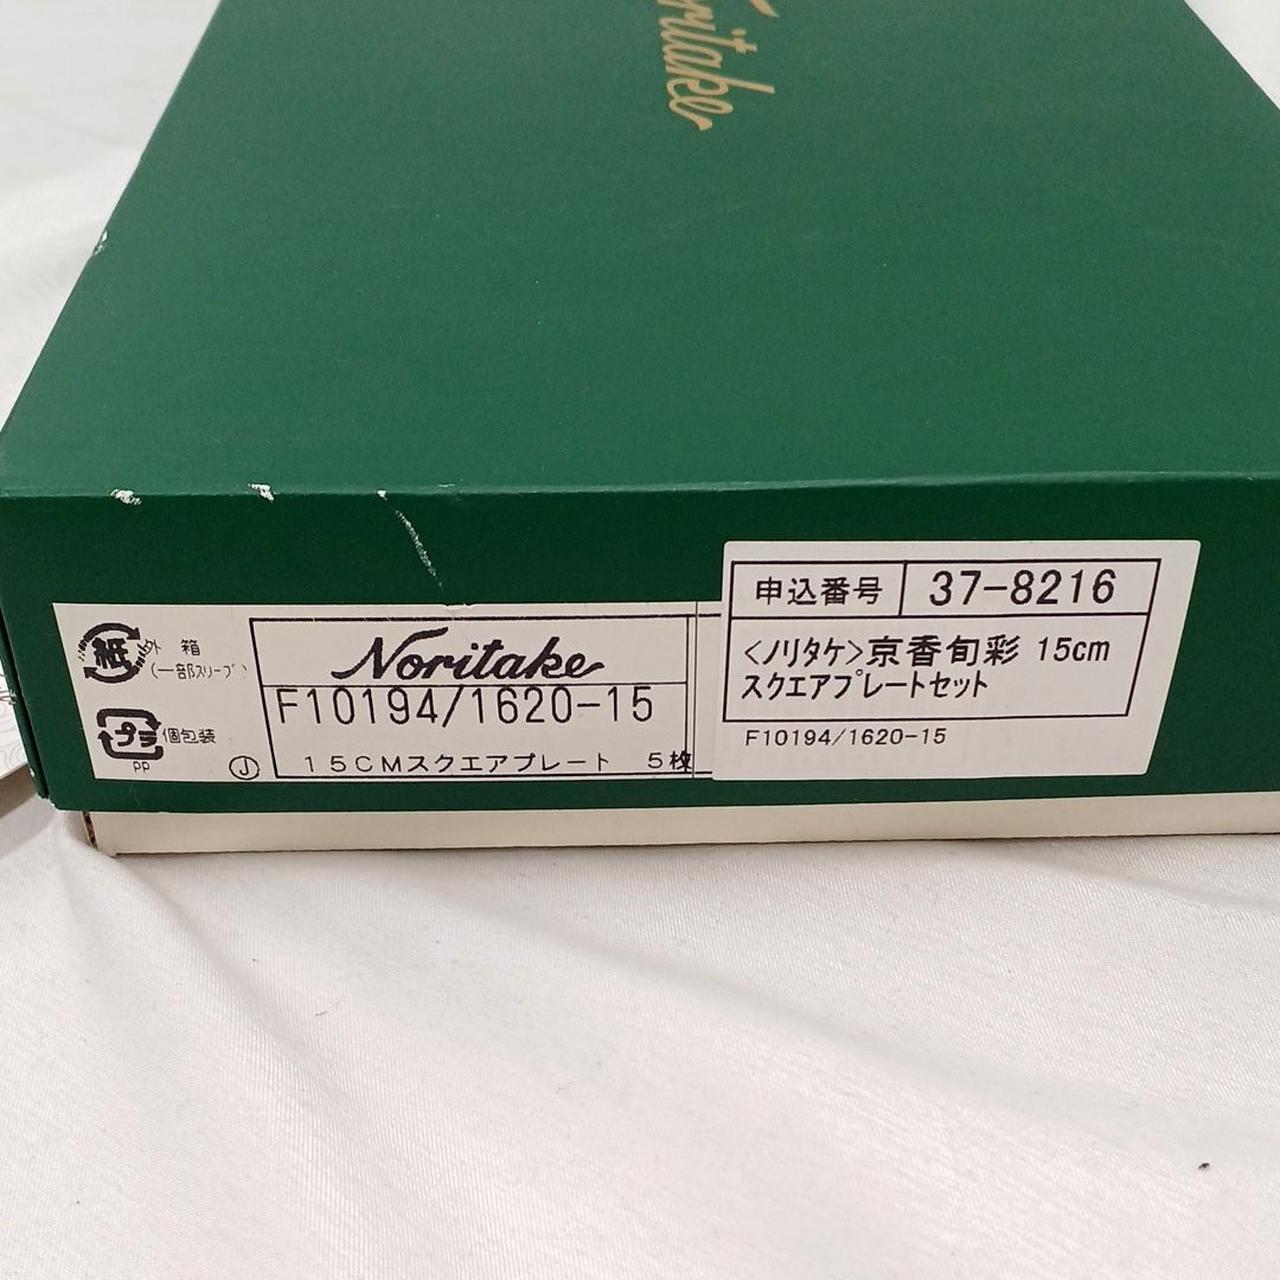 Noritake
紙
外箱
(一部スリーブ)
プラ
個包装
PP
J
Noritake
F10194/1620-15
15CMスクエアプレート 5枚
申込番号 37-8216
<ノリタケ>京香旬彩 15cm
スクエアプレートセット
F10194/1620-15